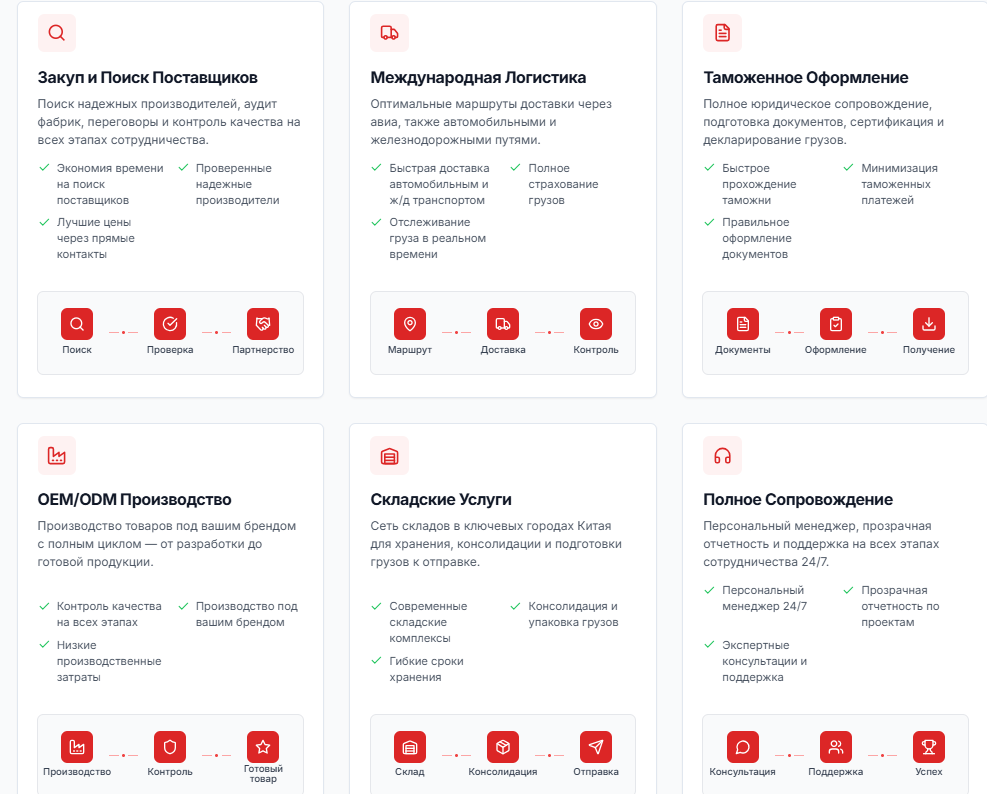 Закуп и Поиск Поставщиков
Поиск надежных производителей, аудит
фабрик, переговоры и контроль качества на
всех этапах сотрудничества.
Экономия времени
на поиск
поставщиков
Проверенные
надежные
производители
Лучшие цены
через прямые
контакты
Поиск
Проверка
Партнерство
Международная Логистика
Оптимальные маршруты доставки через
авиа, также автомобильными и
железнодорожными путями.
Быстрая доставка
автомобильным и
ж/д транспортом
Полное
страхование
грузов
Отслеживание
груза в реальном
времени
Маршрут
Доставка
Контроль
Таможенное Оформление
Полное юридическое сопровождение,
подготовка документов, сертификация и
декларирование грузов.
Быстрое
прохождение
таможни
Минимизация
таможенных
платежей
Правильное
оформление
документов
Документы
Оформление
Получение
OEM/ODM Производство
Производство товаров под вашим брендом
с полным циклом — от разработки до
готовой продукции.
Контроль качества
на всех этапах
Производство под
вашим брендом
Низкие
производственные
затраты
Производство
Контроль
Готовый
товар
Складские Услуги
Сеть складов в ключевых городах Китая
для хранения, консолидации и подготовки
грузов к отправке.
Современные
складские
комплексы
Консолидация и
упаковка грузов
Гибкие сроки
хранения
Склад
Консолидация
Отправка
Полное Сопровождение
Персональный менеджер, прозрачная
отчетность и поддержка на всех этапах
сотрудничества 24/7.
Персональный
менеджер 24/7
Прозрачная
отчетность по
проектам
Экспертные
консультации и
поддержка
Консультация
Поддержка
Успех